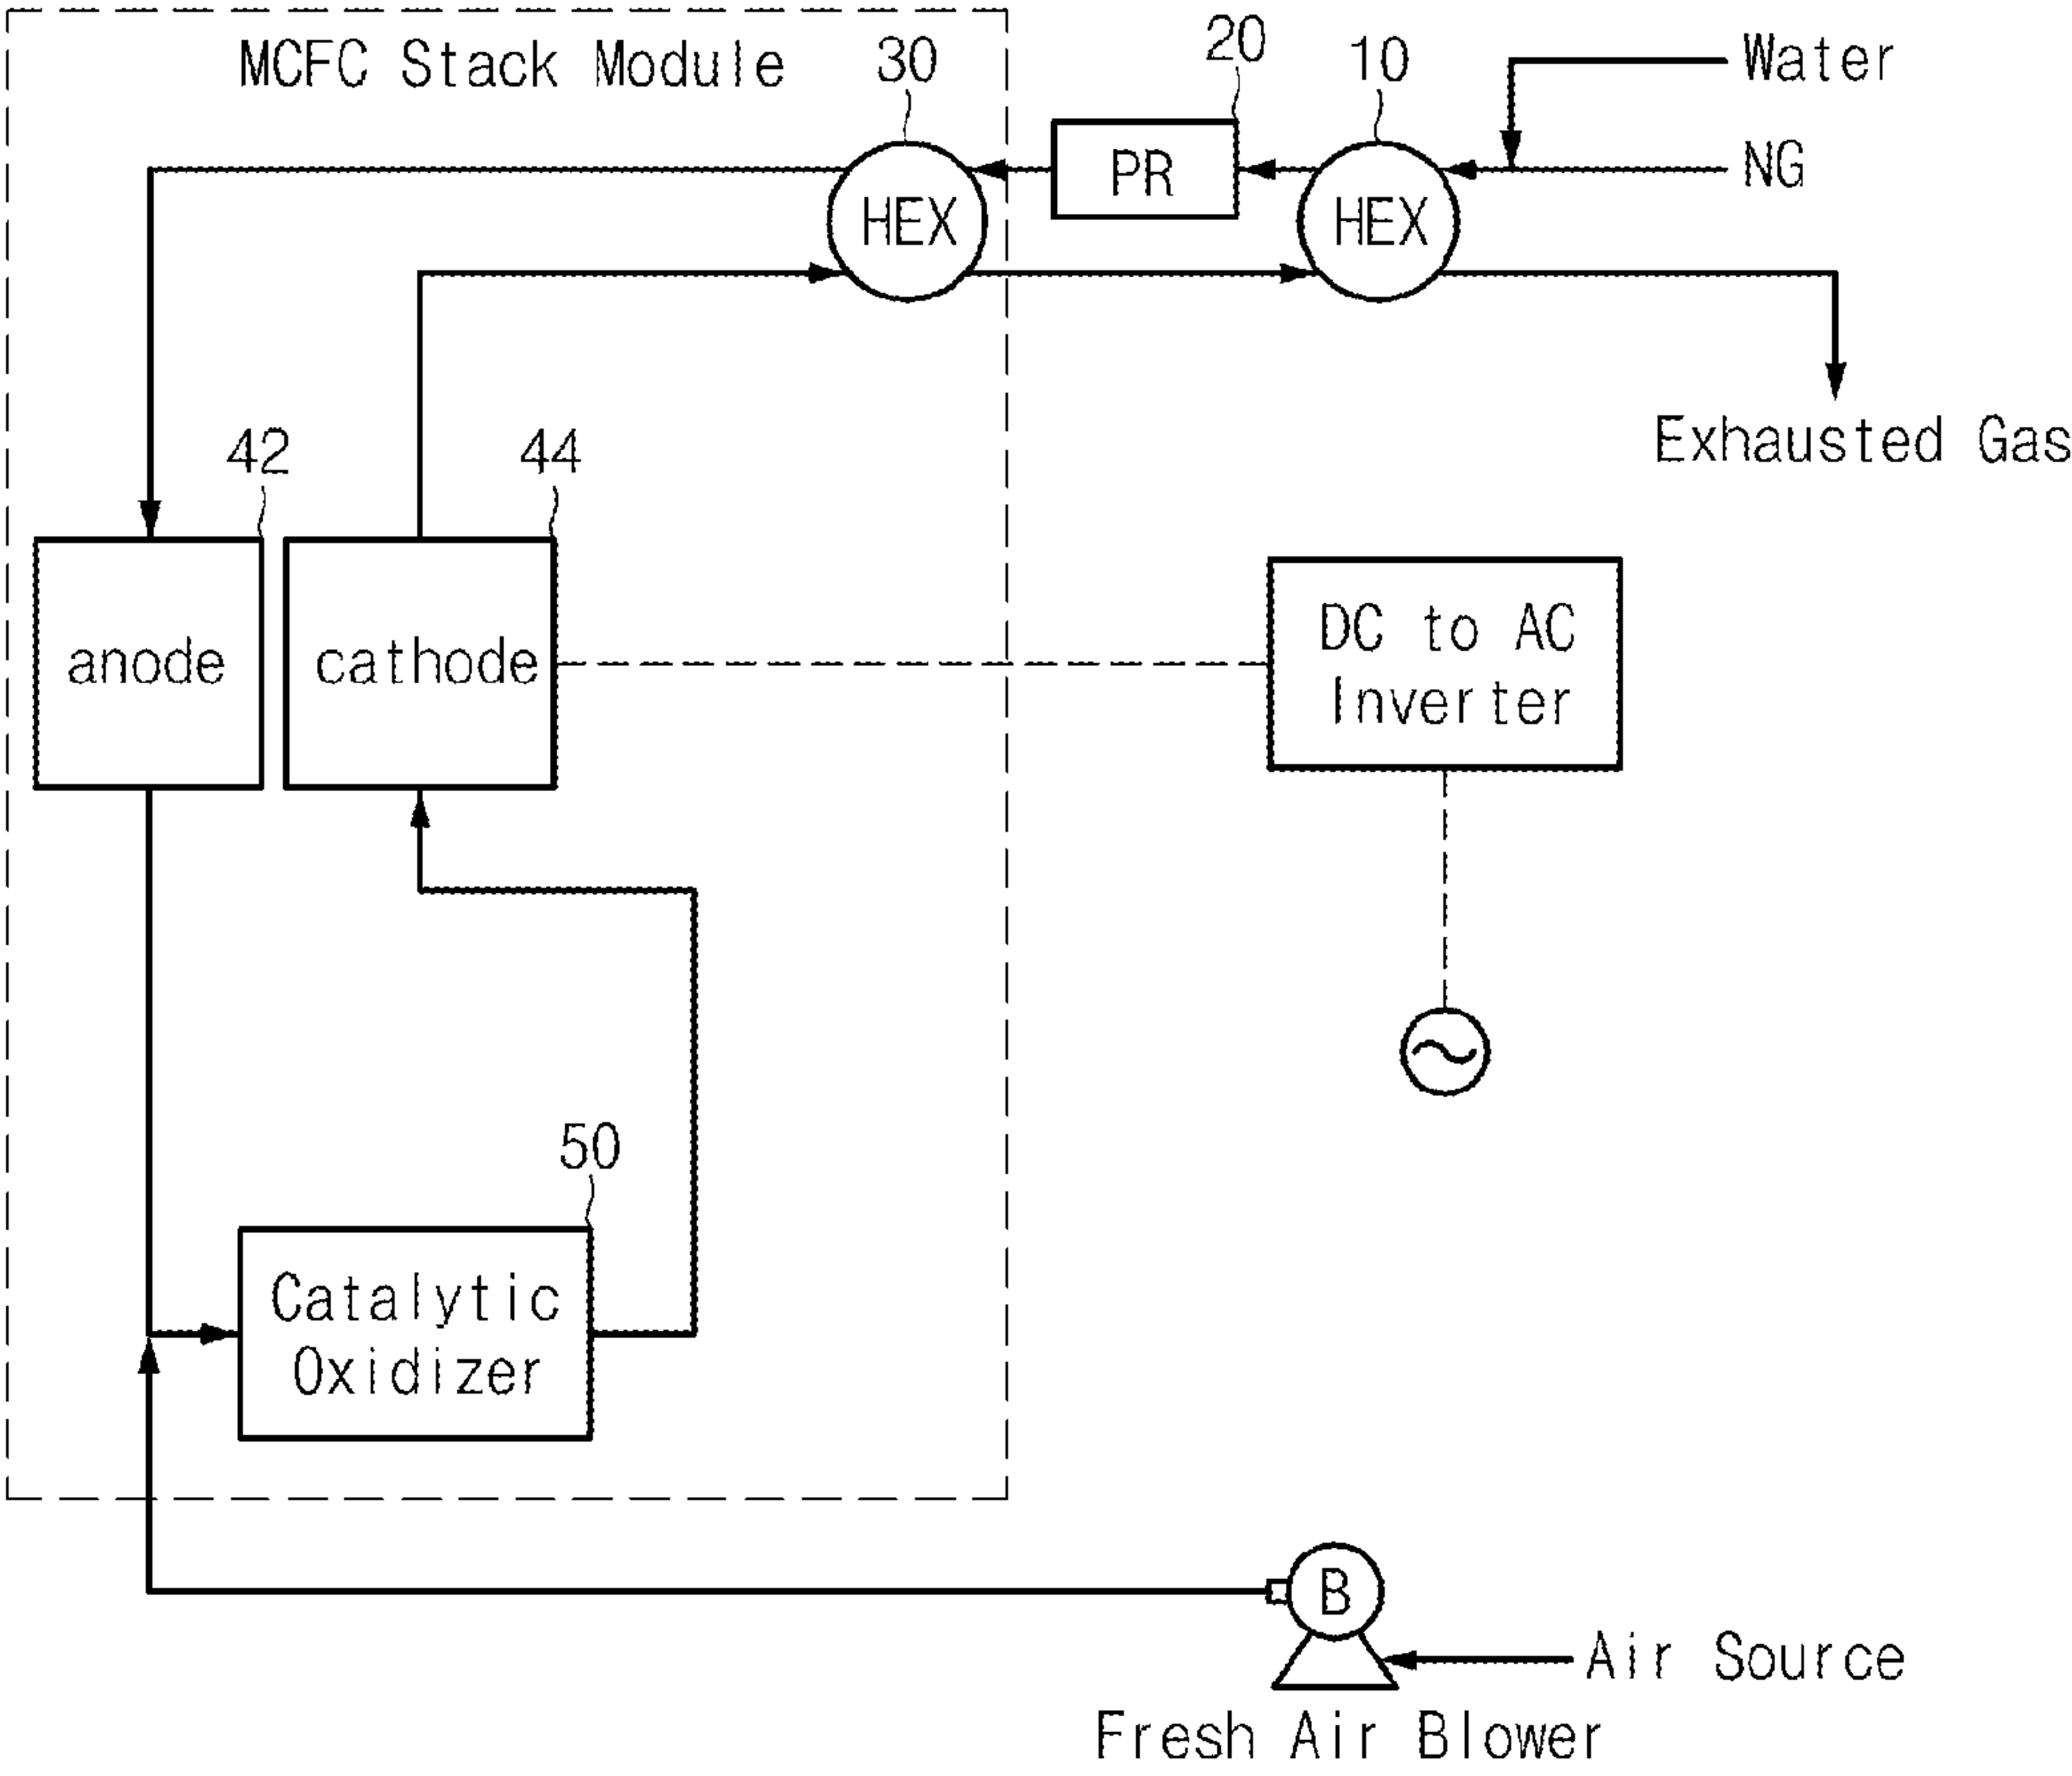 MCFC Stack Module
30
20
10
Water
NG
PR
HEX
HEX
Exhausted Gas
42
44
anode
cathode
DC to AC
Inverter
50
Catalytic
Oxidizer
B
Air Source
Fresh Air Blower